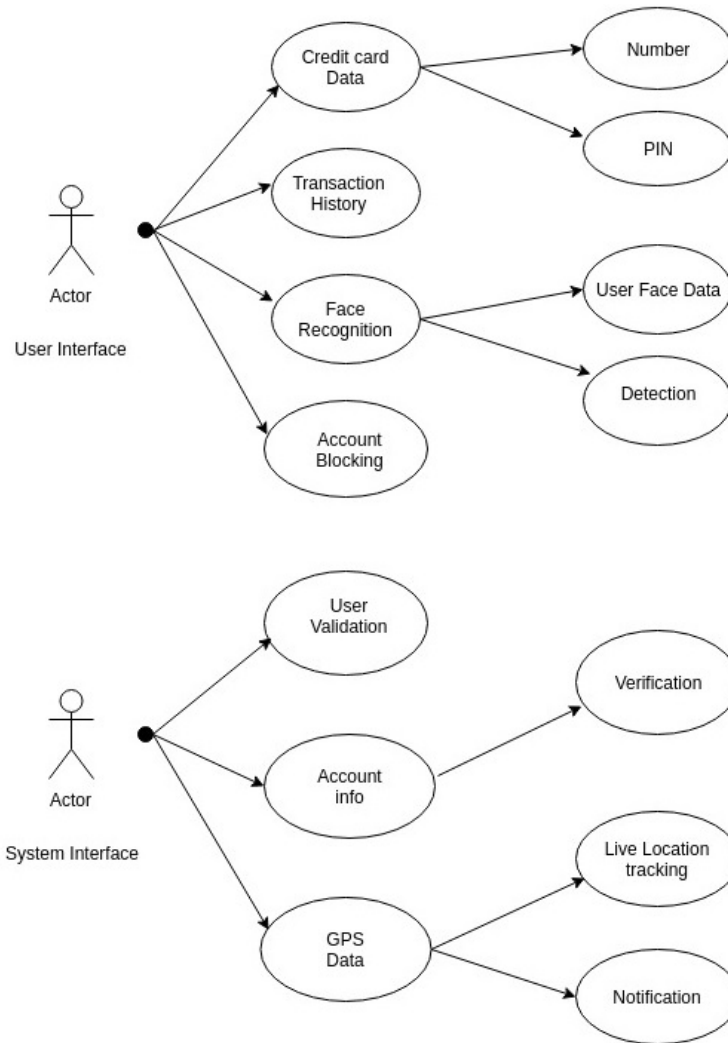 Credit card
Data
Number
PIN
Transaction
History
Actor
User Interface
Face
Recognition
User Face Data
Detection
Account
Blocking
User
Validation
Verification
Actor
System Interface
Account
info
Live Location
tracking
GPS
Data
Notification